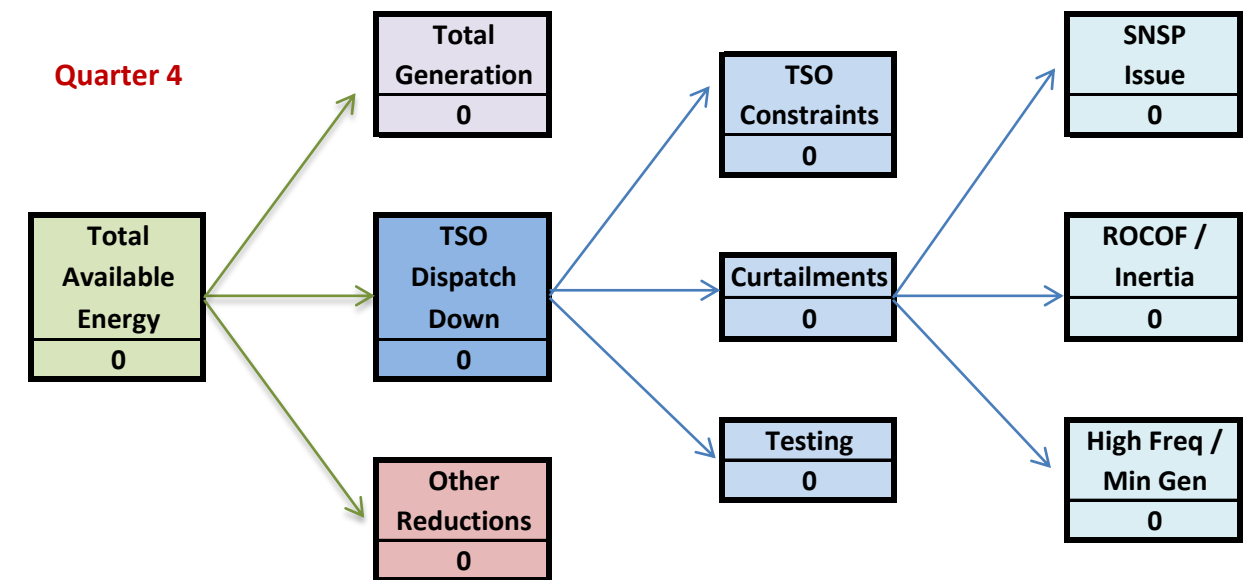 Quarter 4
Total
Available
Energy
0
Total
Generation
0
TSO
Dispatch
Down
0
Other
Reductions
0
TSO
Constraints
0
Curtailments
0
Testing
0
SNSP
Issue
0
ROCOF /
Inertia
0
High Freq /
Min Gen
0